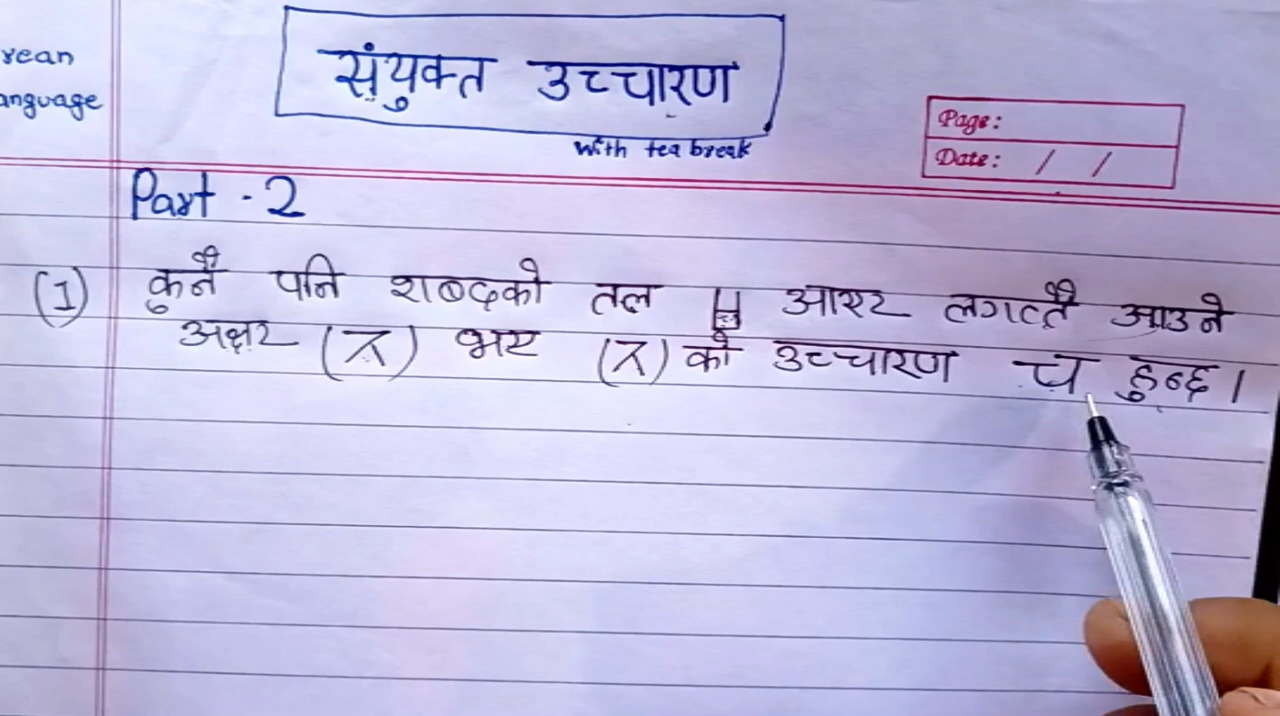 rean
anguage
संयुक्त उच्चारण
with tea break
Page:
Date: / /
Part - 2
(1) कुनै पनि शब्दको तल ㅂ आएर लगत्तै आउने
अक्षर (ㅈ) भए (ㅈ) को उच्चारण च हुन्छ।